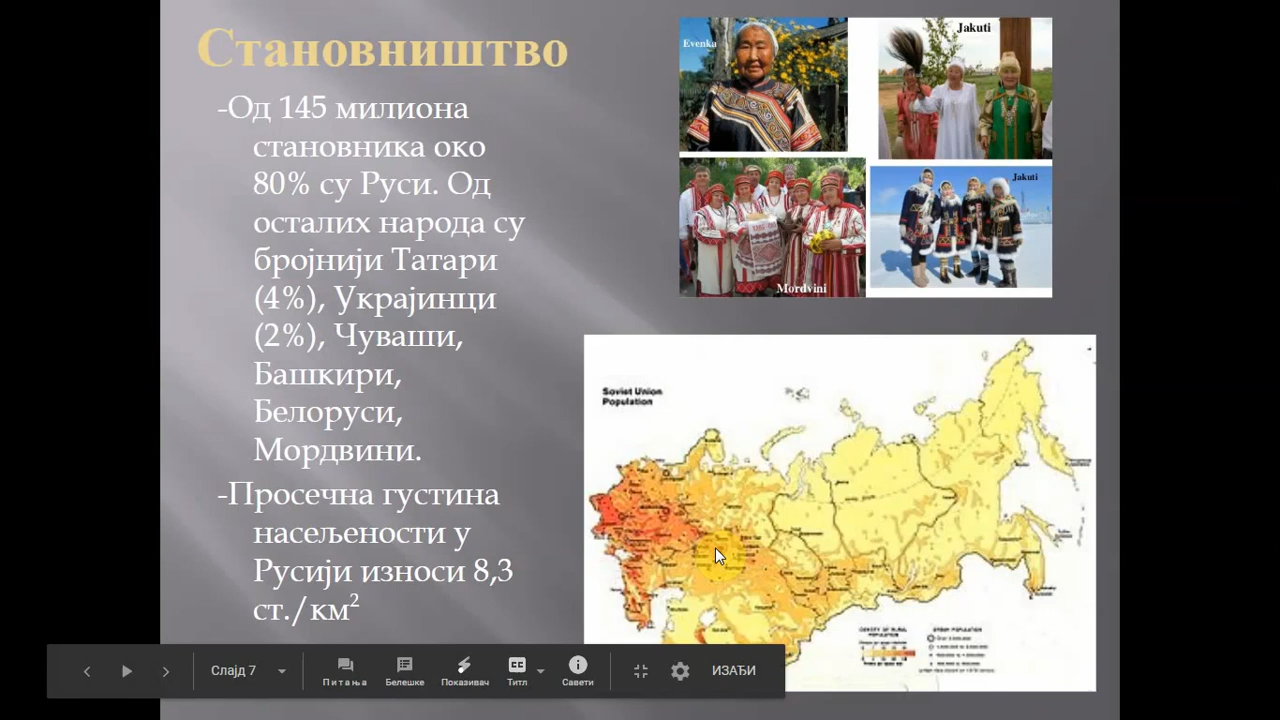 Становништво
-Од 145 милиона
становника око
80% су Руси. Од
осталих народа су
бројнији Татари
(4%), Украјинци
(2%), Чуваши,
Башкири,
Белоруси,
Мордвини.
-Просечна густина
насељености у
Русији износи 8,3
ст./км²
Evenka
Jakuti
Mordvini
Jakuti
Soviet Union
Population
Слајд 7
Питања
Белешке
Показивач
Титл
Савети
ИЗАЂИ